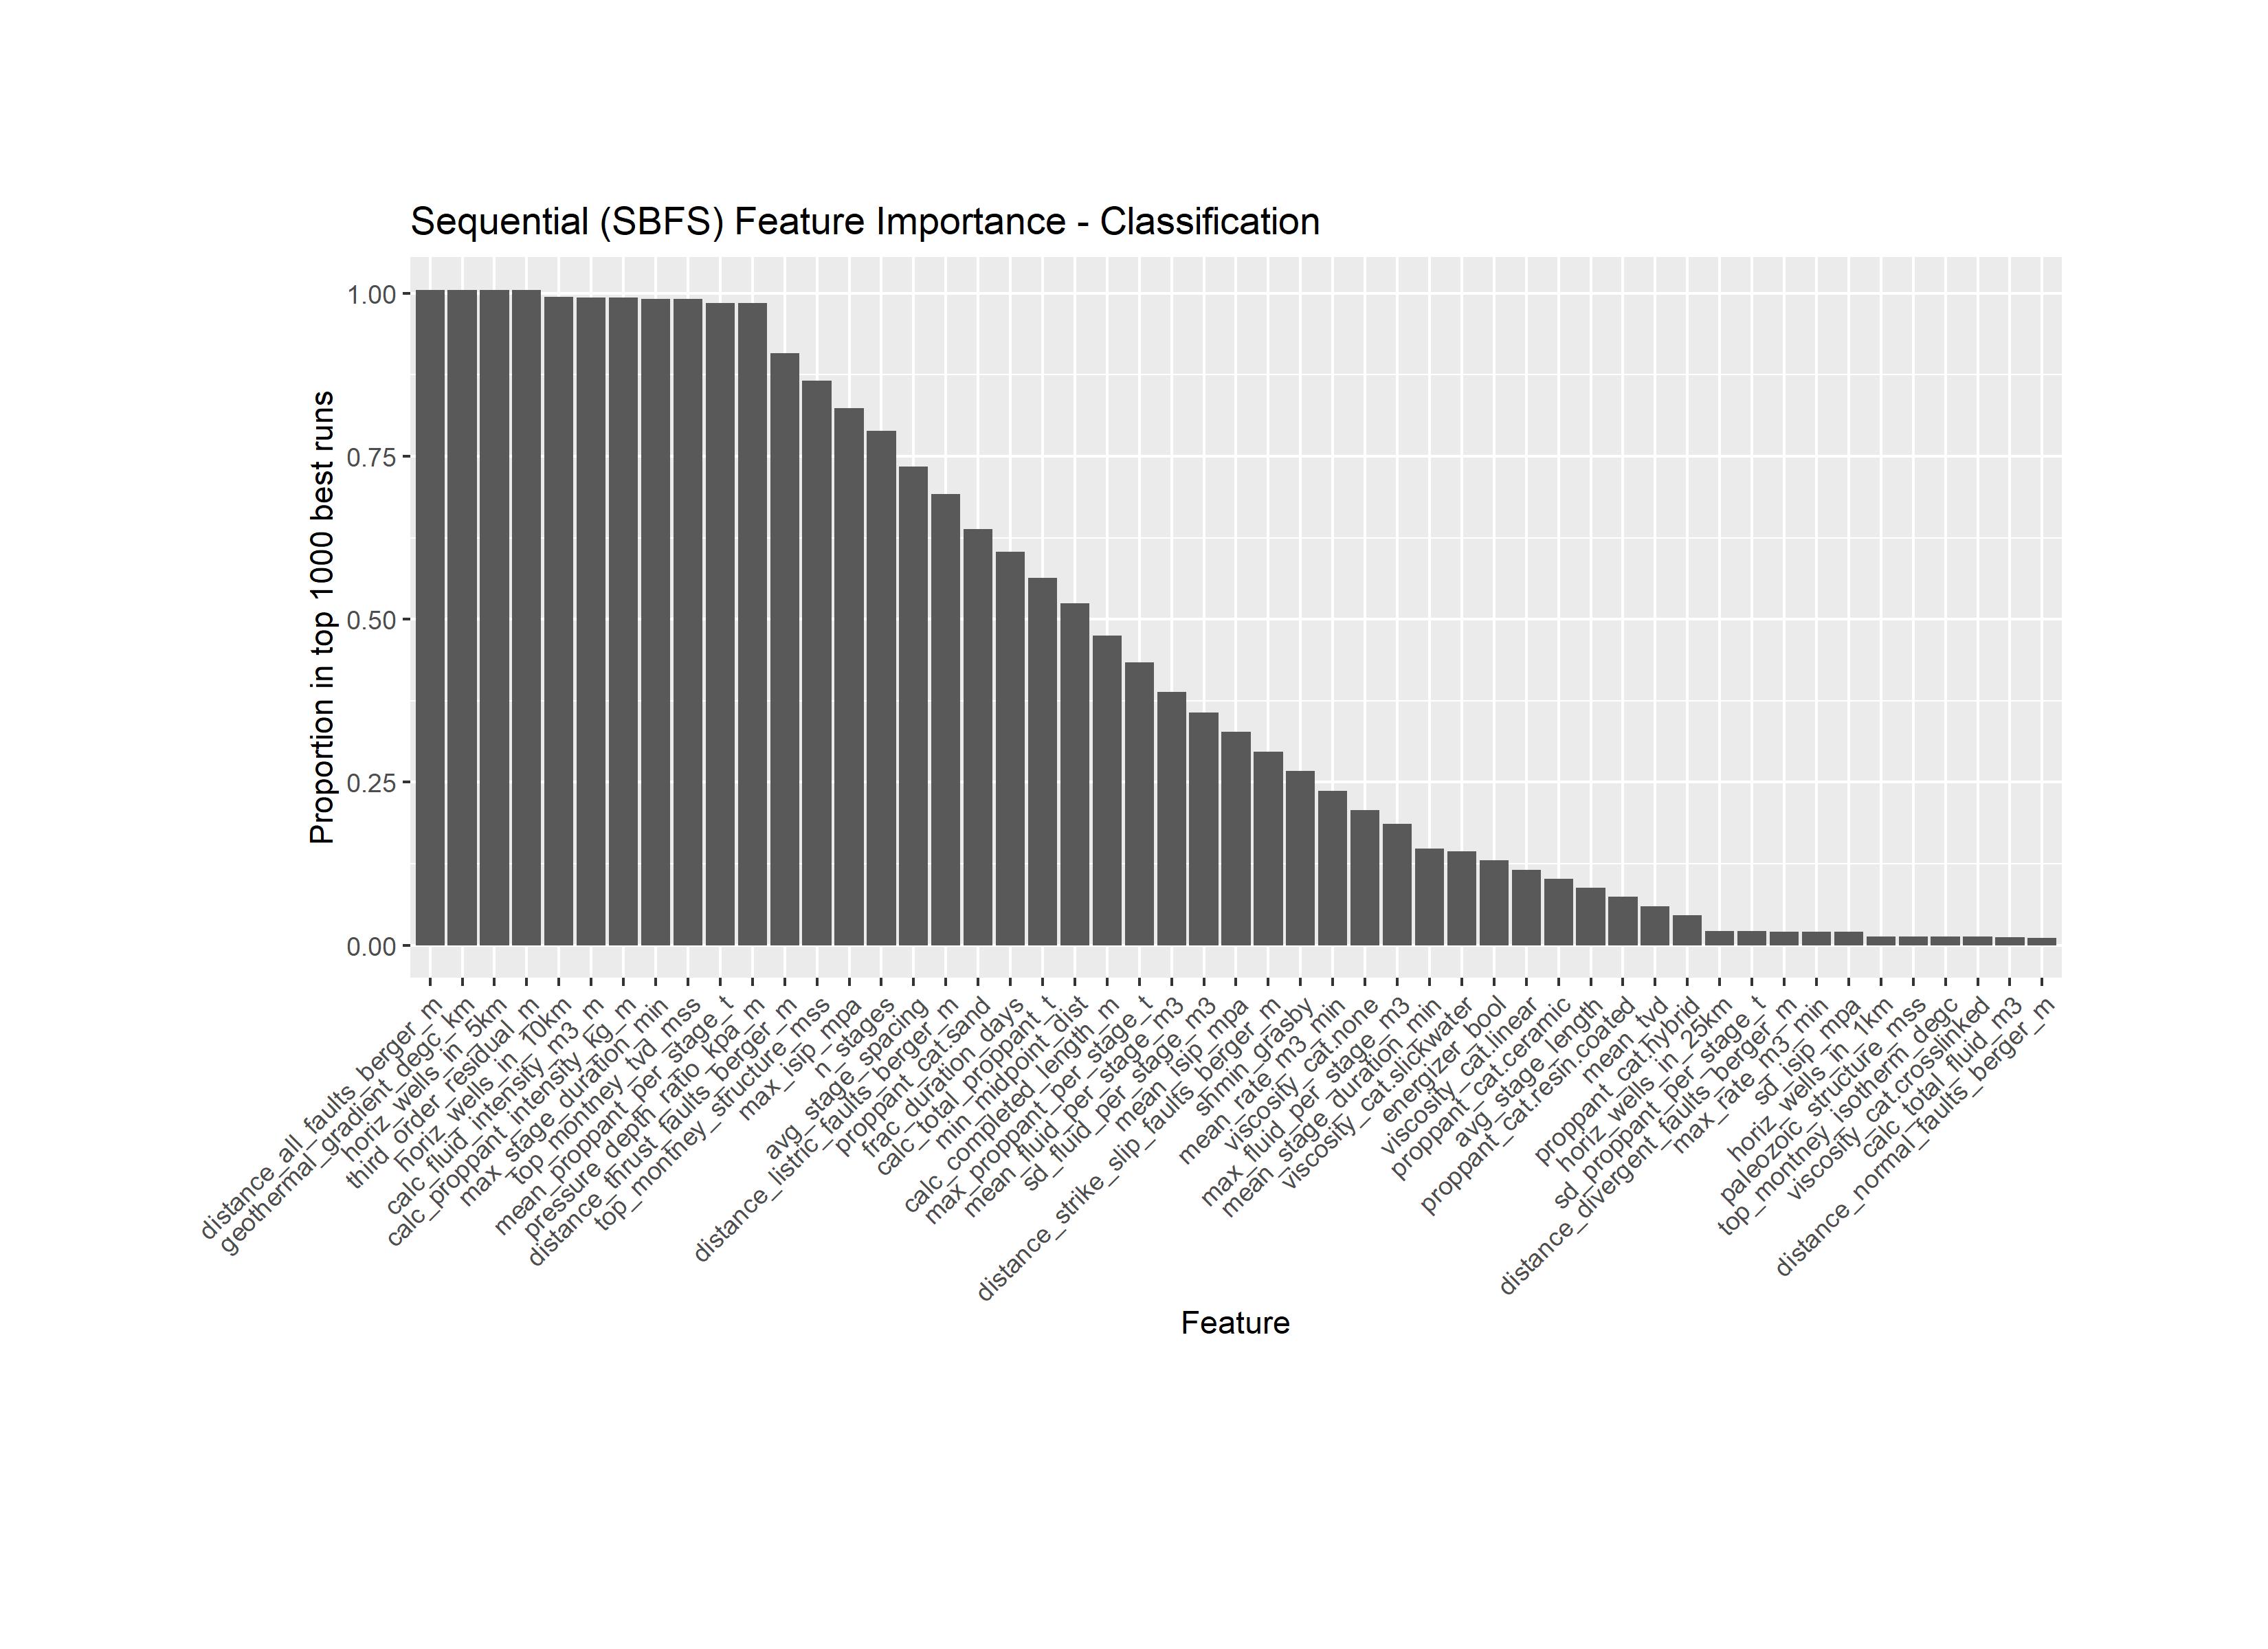 Sequential (SBFS) Feature Importance - Classification
Proportion in top 1000 best runs
1.00
0.75
0.50
0.25
0.00
distance_all_faults_berger_m
geothermal_gradient_degc_km
horiz_wells_in_5km
third_order_residual_m
horiz_wells_in_10km
calc_fluid_intensity_m3_m
calc_proppant_intensity_kg_m
max_stage_duration_min
top_montney_tvd_mss
mean_proppant_per_stage_t
pressure_depth_ratio_kpa_m
distance_thrust_faults_berger_m
top_montney_structure_mss
max_isip_mpa
n_stages
avg_stage_spacing
distance_listric_faults_berger_m
proppant_cat.sand
frac_duration_days
calc_total_proppant_t
min_midpoint_dist
calc_completed_length_m
max_proppant_per_stage_t
mean_fluid_per_stage_m3
sd_fluid_per_stage_m3
mean_isip_mpa
distance_strike_slip_faults_berger_m
shmin_grasby
mean_rate_m3_min
viscosity_cat.none
max_fluid_per_stage_m3
mean_stage_duration_min
viscosity_cat.slickwater
energizer_bool
viscosity_cat.linear
proppant_cat.ceramic
avg_stage_length
proppant_cat.resin.coated
mean_tvd
proppant_cat.hybrid
horiz_wells_in_25km
sd_proppant_per_stage_t
distance_divergent_faults_berger_m
max_rate_m3_min
sd_isip_mpa
horiz_wells_in_1km
paleozoic_structure_mss
top_montney_isotherm_degc
viscosity_cat.crosslinked
calc_total_fluid_m3
distance_normal_faults_berger_m
Feature